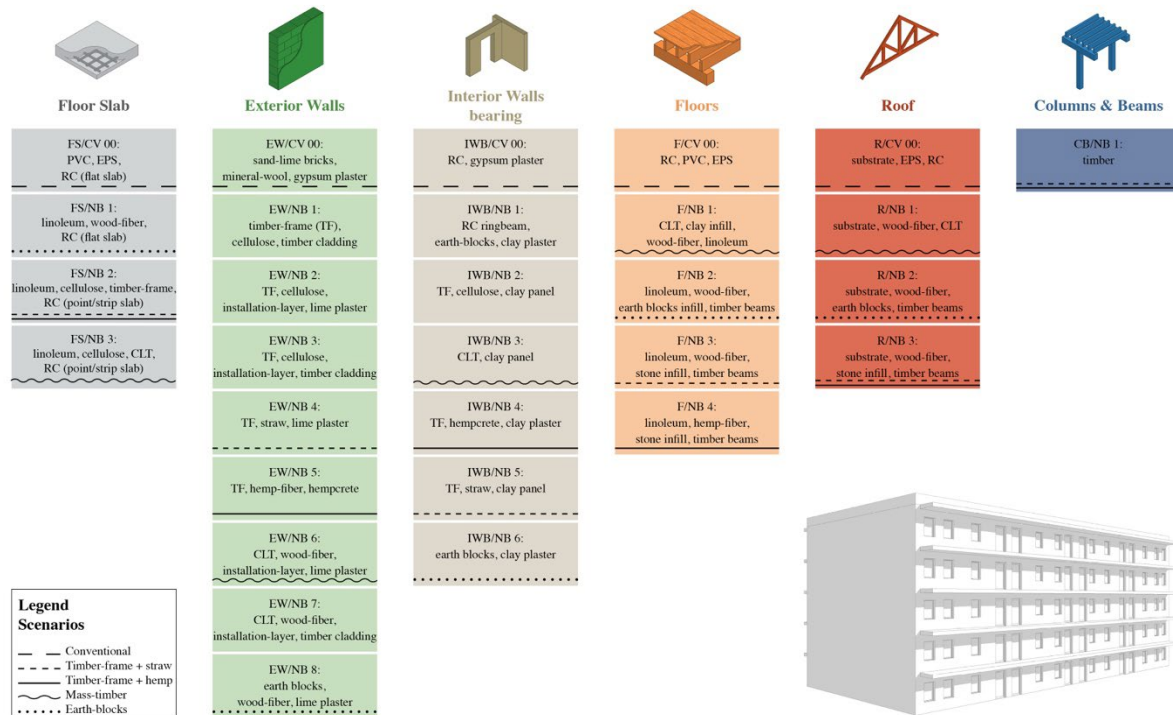 Floor Slab
FS/CV 00:
PVC, EPS,
RC (flat slab)
FS/NB 1:
linoleum, wood-fiber,
RC (flat slab)
FS/NB 2:
linoleum, cellulose, timber-frame,
RC (point/strip slab)
FS/NB 3:
linoleum, cellulose, CLT,
RC (point/strip slab)
Exterior Walls
EW/CV 00:
sand-lime bricks,
mineral-wool, gypsum plaster
EW/NB 1:
timber-frame (TF),
cellulose, timber cladding
EW/NB 2:
TF, cellulose,
installation-layer, lime plaster
EW/NB 3:
TF, cellulose,
installation-layer, timber cladding
EW/NB 4:
TF, straw, lime plaster
EW/NB 5:
TF, hemp-fiber, hempcrete
EW/NB 6:
CLT, wood-fiber,
installation-layer, lime plaster
EW/NB 7:
CLT, wood-fiber,
installation-layer, timber cladding
EW/NB 8:
earth blocks,
wood-fiber, lime plaster
Interior Walls
bearing
IWB/CV 00:
RC, gypsum plaster
IWB/NB 1:
RC ringbeam,
earth-blocks, clay plaster
IWB/NB 2:
TF, cellulose, clay panel
IWB/NB 3:
CLT, clay panel
IWB/NB 4:
TF, hempcrete, clay plaster
IWB/NB 5:
TF, straw, clay panel
IWB/NB 6:
earth blocks, clay plaster
Floors
F/CV 00:
RC, PVC, EPS
F/NB 1:
CLT, clay infill,
wood-fiber, linoleum
F/NB 2:
linoleum, wood-fiber,
earth blocks infill, timber beams
F/NB 3:
linoleum, wood-fiber,
stone infill, timber beams
F/NB 4:
linoleum, hemp-fiber,
stone infill, timber beams
Roof
R/CV 00:
substrate, EPS, RC
R/NB 1:
substrate, wood-fiber, CLT
R/NB 2:
substrate, wood-fiber,
earth blocks, timber beams
R/NB 3:
substrate, wood-fiber,
stone infill, timber beams
Columns & Beams
CB/NB 1:
timber
Legend
Scenarios
Conventional
Timber-frame + straw
Timber-frame + hemp
Mass-timber
Earth-blocks